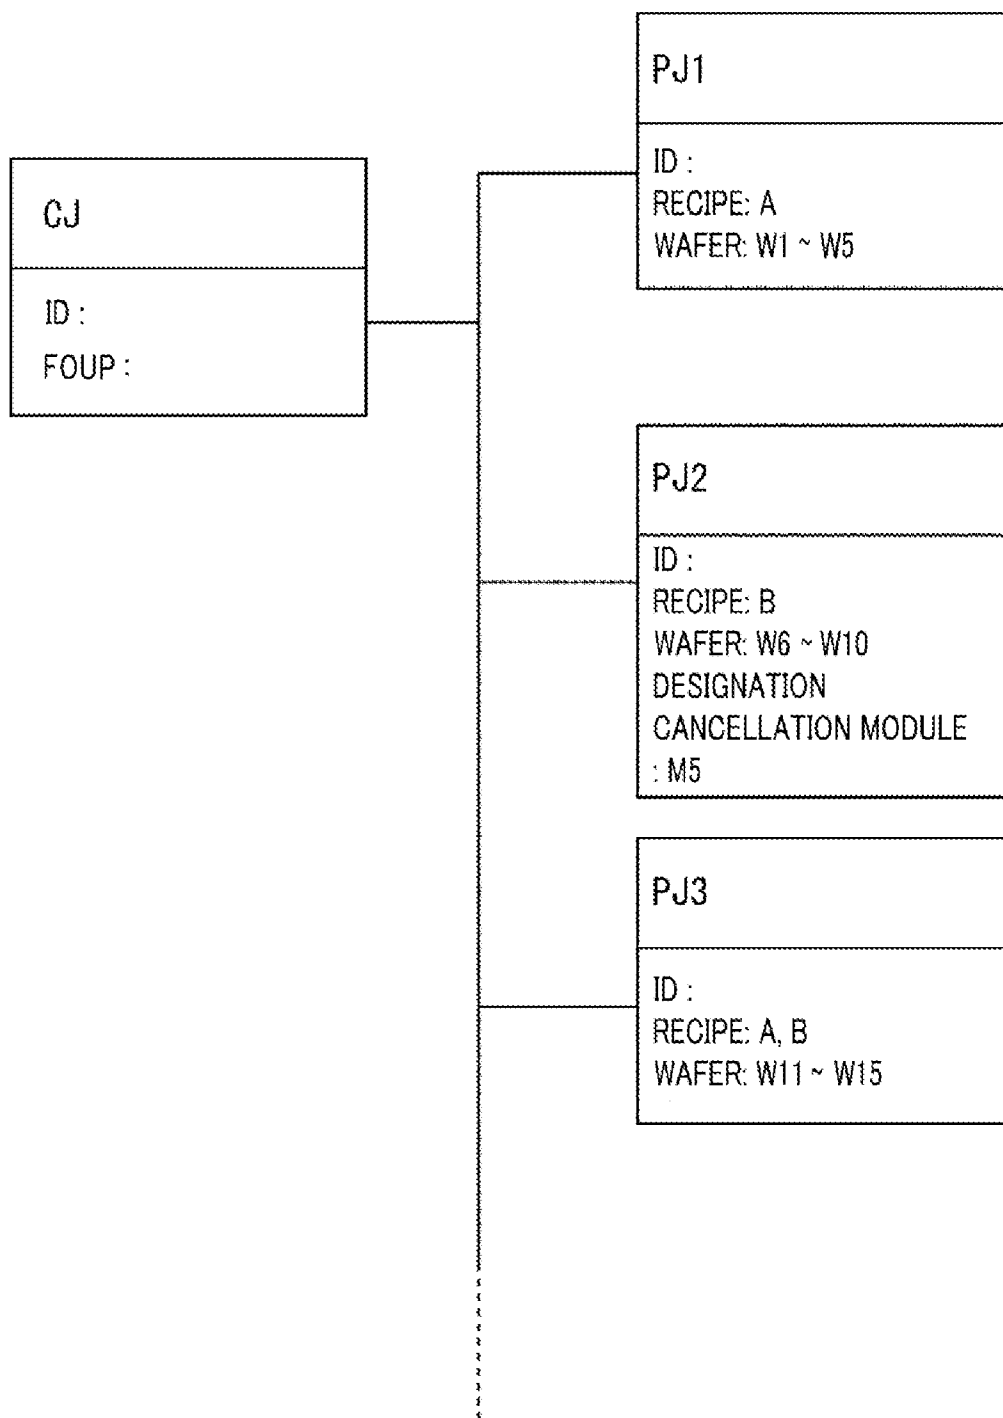 CJ
ID :
FOUP :
PJ1
ID :
RECIPE: A
WAFER: W1 ~ W5
PJ2
ID :
RECIPE: B
WAFER: W6 ~ W10
DESIGNATION
CANCELLATION MODULE
: M5
PJ3
ID :
RECIPE: A, B
WAFER: W11 ~ W15